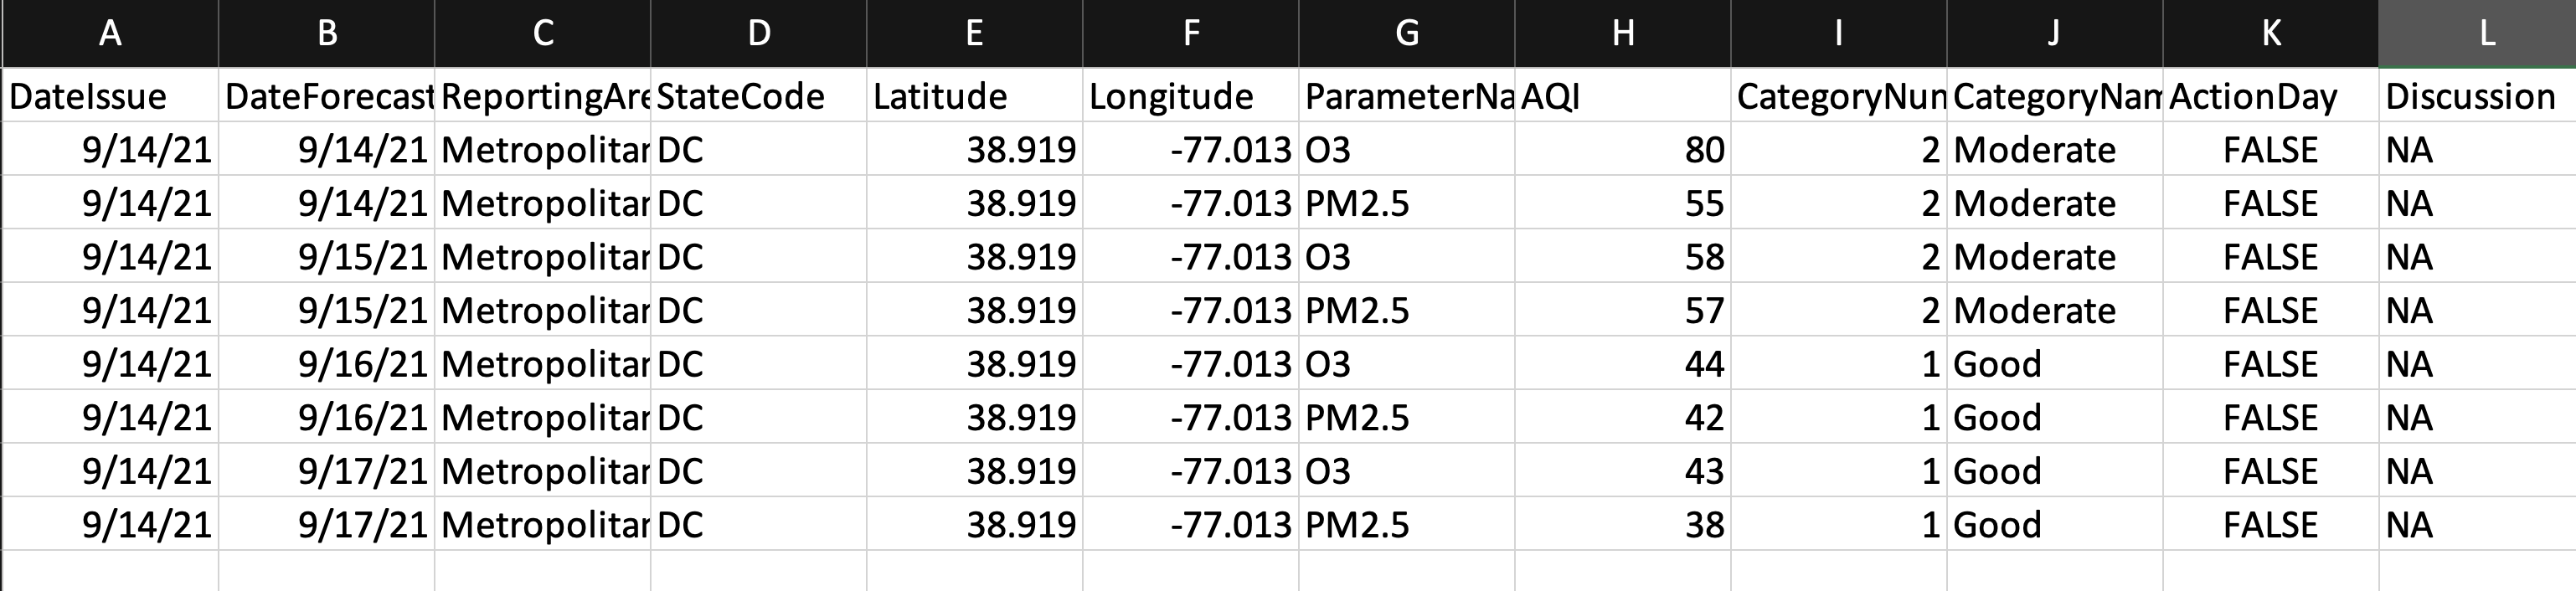 A B C D E F G H I J K L
DateIssue DateForecast ReportingAre StateCode Latitude Longitude ParameterNa AQI CategoryNun CategoryNam ActionDay Discussion
9/14/21 9/14/21 Metropolitan DC 38.919 -77.013 O3 80 2 Moderate FALSE NA
9/14/21 9/14/21 Metropolitan DC 38.919 -77.013 PM2.5 55 2 Moderate FALSE NA
9/14/21 9/15/21 Metropolitan DC 38.919 -77.013 O3 58 2 Moderate FALSE NA
9/14/21 9/15/21 Metropolitan DC 38.919 -77.013 PM2.5 57 2 Moderate FALSE NA
9/14/21 9/16/21 Metropolitan DC 38.919 -77.013 O3 44 1 Good FALSE NA
9/14/21 9/16/21 Metropolitan DC 38.919 -77.013 PM2.5 42 1 Good FALSE NA
9/14/21 9/17/21 Metropolitan DC 38.919 -77.013 O3 43 1 Good FALSE NA
9/14/21 9/17/21 Metropolitan DC 38.919 -77.013 PM2.5 38 1 Good FALSE NA